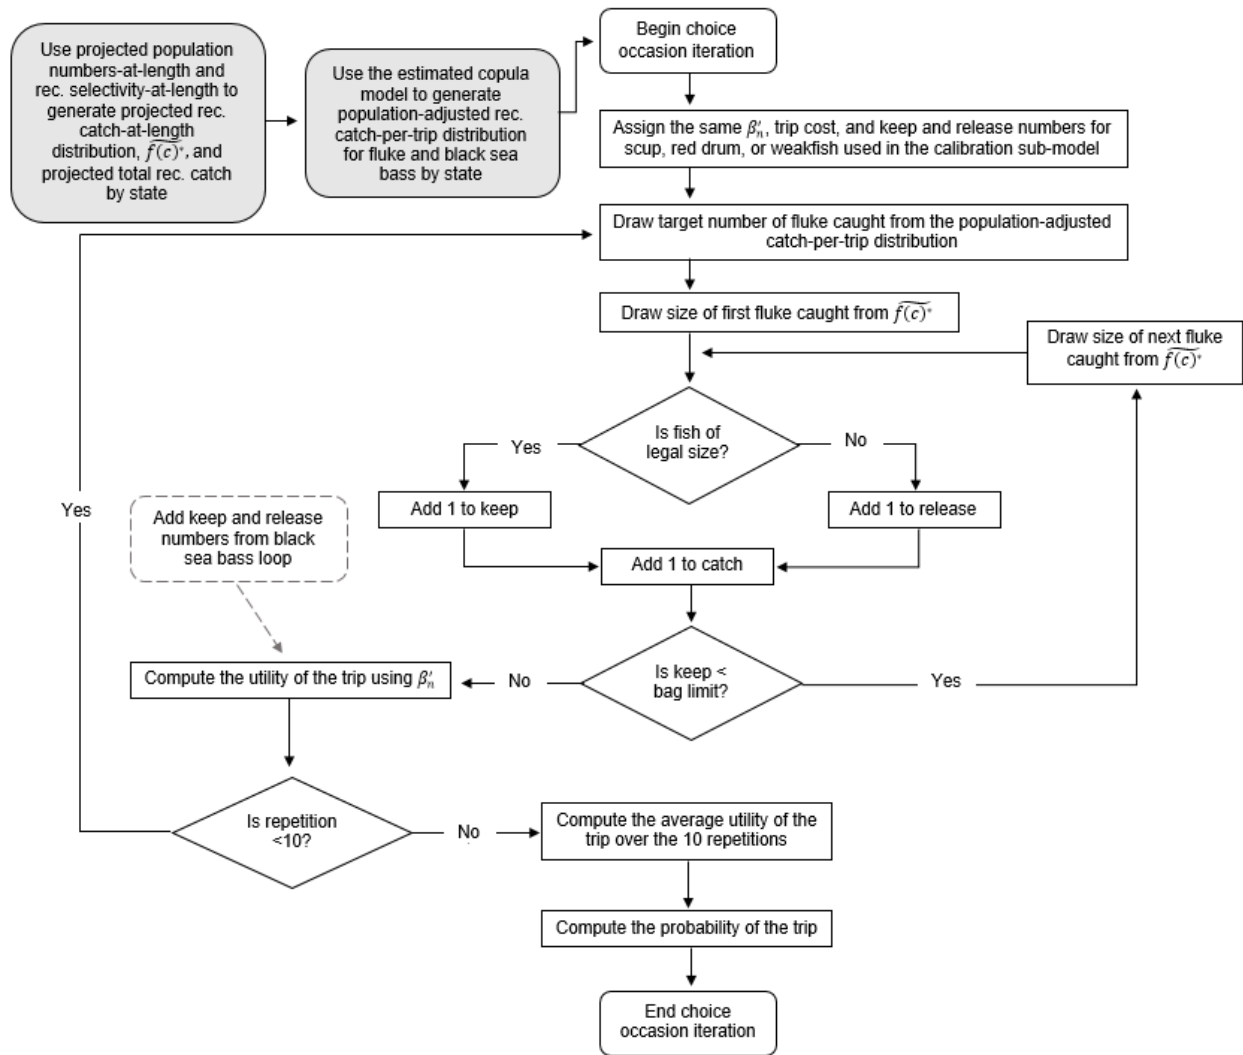 Use projected population
numbers-at-length and
rec. selectivity-at-length to
generate projected rec.
catch-at-length
distribution, f(c)*, and
projected total rec. catch
by state
Use the estimated copula
model to generate
population-adjusted rec.
catch-per-trip distribution
for fluke and black sea
bass by state
Begin choice
occasion iteration
Assign the same β′ₙ, trip cost, and keep and release numbers for
scup, red drum, or weakfish used in the calibration sub-model
Draw target number of fluke caught from the population-adjusted
catch-per-trip distribution
Draw size of first fluke caught from f(c)*
Draw size of next fluke
caught from f(c)*
Is fish of
legal size?
Yes
No
Add 1 to keep
Add 1 to release
Add 1 to catch
Yes
Add keep and release
numbers from black
sea bass loop
Is keep <
bag limit?
No
Yes
Compute the utility of the trip using β′ₙ
Is repetition
<10?
No
Compute the average utility of the
trip over the 10 repetitions
Compute the probability of the trip
End choice
occasion iteration